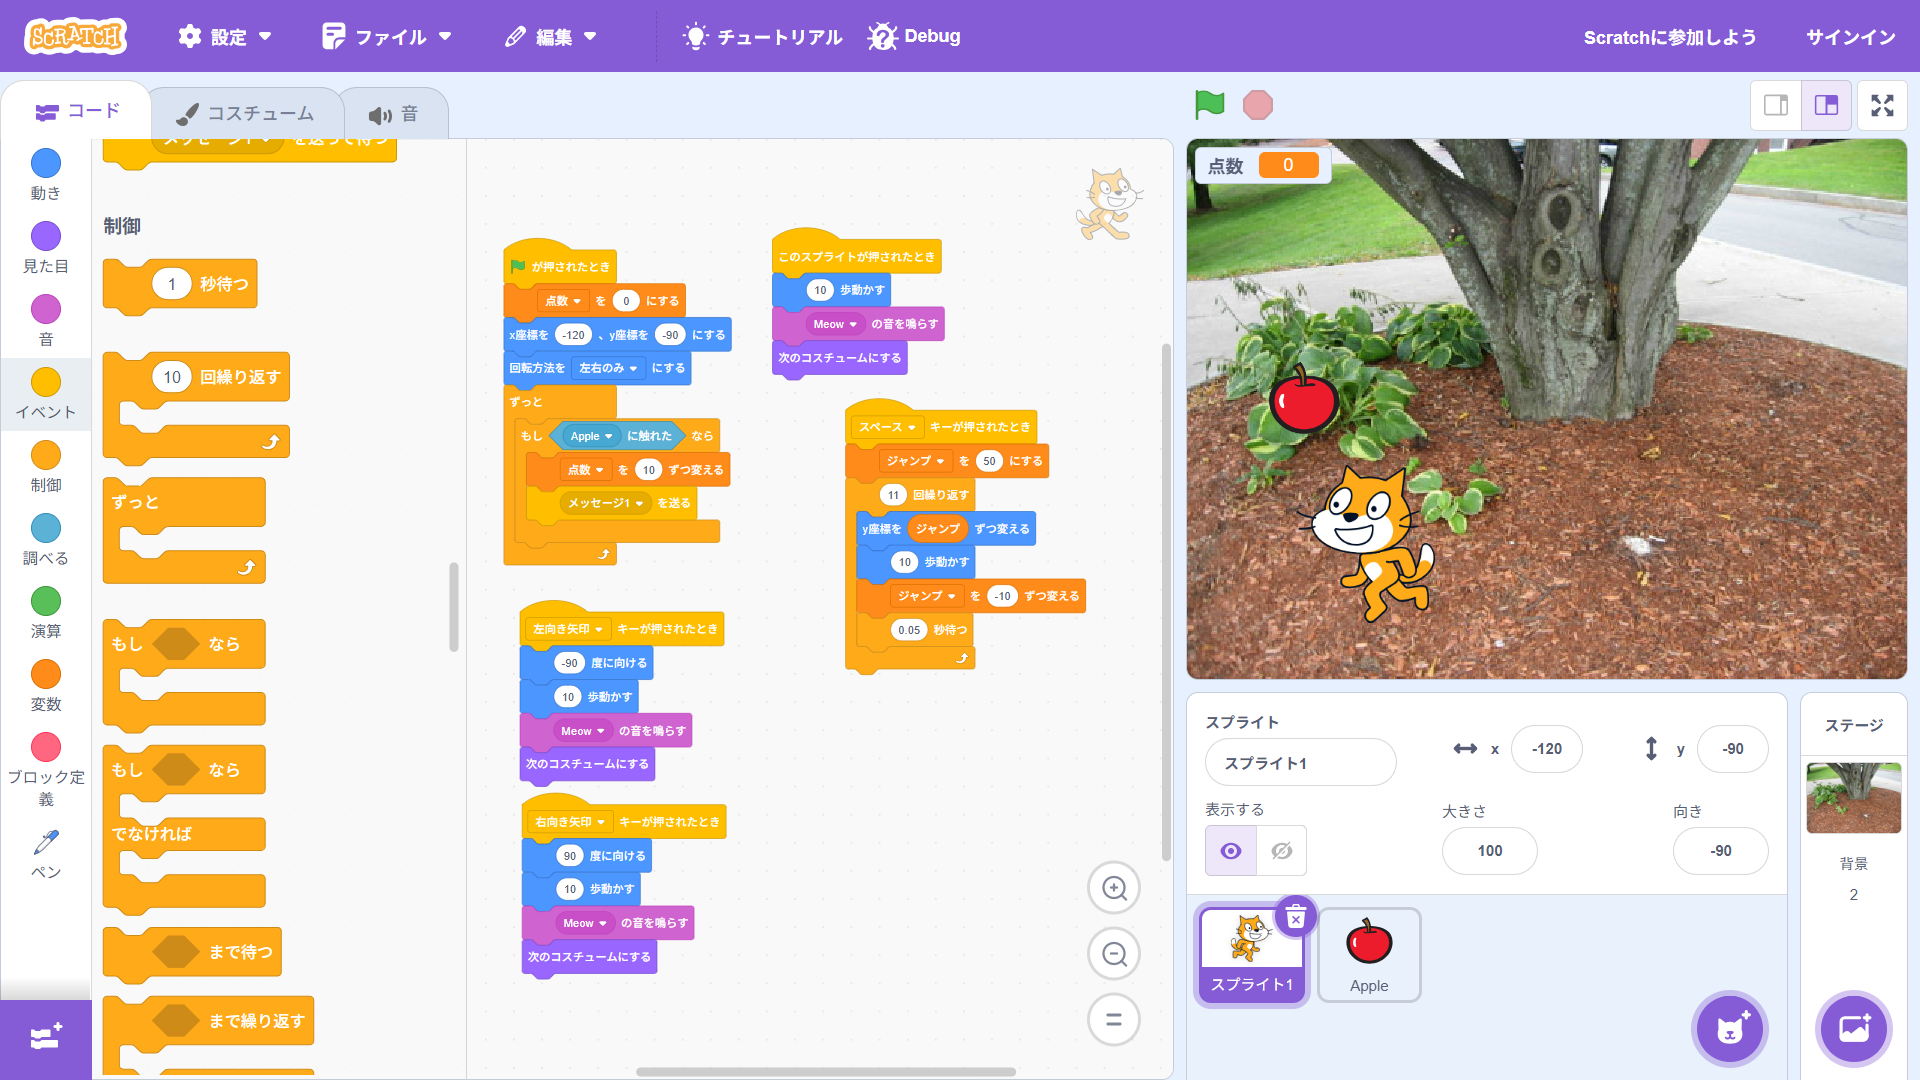 SCRATCH
設定
ファイル
編集
チュートリアル
Debug
Scratchに参加しよう
サインイン
コード
コスチューム
音
動き
見た目
音
イベント
制御
調べる
演算
変数
ブロック定
義
ペン
メッセージ1 を送って待つ
制御
1 秒待つ
10 回繰り返す
ずっと
もし なら
もし なら
でなければ
まで待つ
まで繰り返す
が押されたとき
点数 を 0 にする
x座標を -120 、y座標を -90 にする
回転方法を 左右のみ にする
ずっと
もし Apple に触れた なら
点数 を 10 ずつ変える
メッセージ1 を送る
左向き矢印 キーが押されたとき
-90 度に向ける
10 歩動かす
Meow の音を鳴らす
次のコスチュームにする
右向き矢印 キーが押されたとき
90 度に向ける
10 歩動かす
Meow の音を鳴らす
次のコスチュームにする
このスプライトが押されたとき
10 歩動かす
Meow の音を鳴らす
次のコスチュームにする
スペース キーが押されたとき
ジャンプ を 50 にする
11 回繰り返す
y座標を ジャンプ ずつ変える
10 歩動かす
ジャンプ を -10 ずつ変える
0.05 秒待つ
点数 0
スプライト
スプライト1
x -120
y -90
表示する
大きさ
100
向き
-90
スプライト1
Apple
ステージ
背景
2